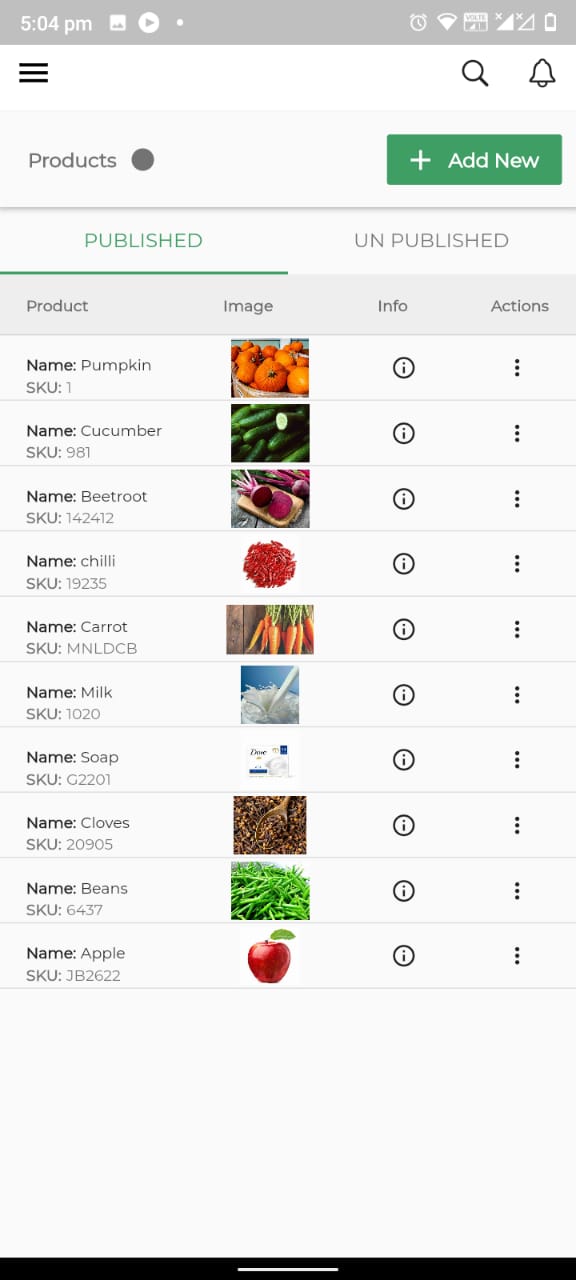 5:04 pm
VOLTE
Products
+ Add New
PUBLISHED
UN PUBLISHED
Product Image Info Actions
Name: Pumpkin
SKU: 1
Name: Cucumber
SKU: 981
Name: Beetroot
SKU: 142412
Name: chilli
SKU: 19235
Name: Carrot
SKU: MNLDCB
Name: Milk
SKU: 1020
Name: Soap
SKU: G2201
Dove
Name: Cloves
SKU: 20905
Name: Beans
SKU: 6437
Name: Apple
SKU: JB2622